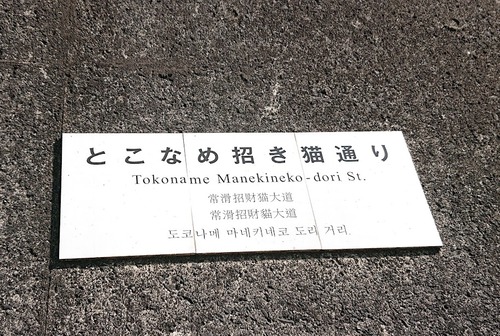 とこなめ招き猫通り
Tokoname Manekineko-dori St.
常滑招财猫大道
常滑招財貓大道
도코나메 마네키네코 도리 거리